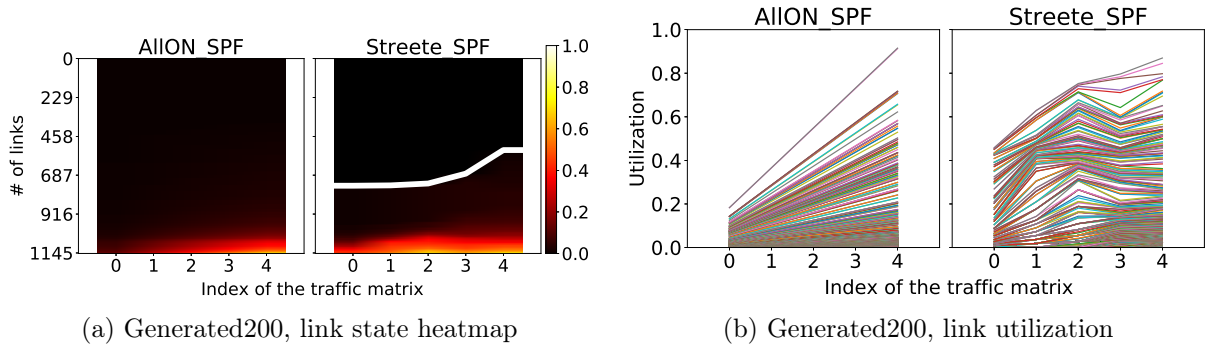 AllON_SPF
Streete_SPF
# of links
0
229
458
687
916
1145
0 1 2 3 4
0 1 2 3 4
Index of the traffic matrix
1.0
0.8
0.6
0.4
0.2
0.0
(a) Generated200, link state heatmap
AllON_SPF
Streete_SPF
Utilization
1.0
0.8
0.6
0.4
0.2
0.0
0 1 2 3 4
0 1 2 3 4
Index of the traffic matrix
(b) Generated200, link utilization